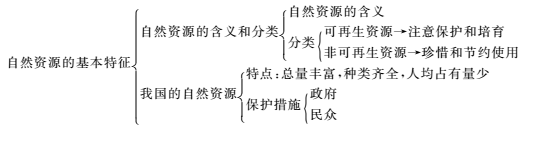 自然资源的含义
自然资源的含义和分类
可再生资源→注意保护和培育
分类
非可再生资源→珍惜和节约使用
自然资源的基本特征
特点:总量丰富,种类齐全,人均占有量少
我国的自然资源
政府
保护措施
民众